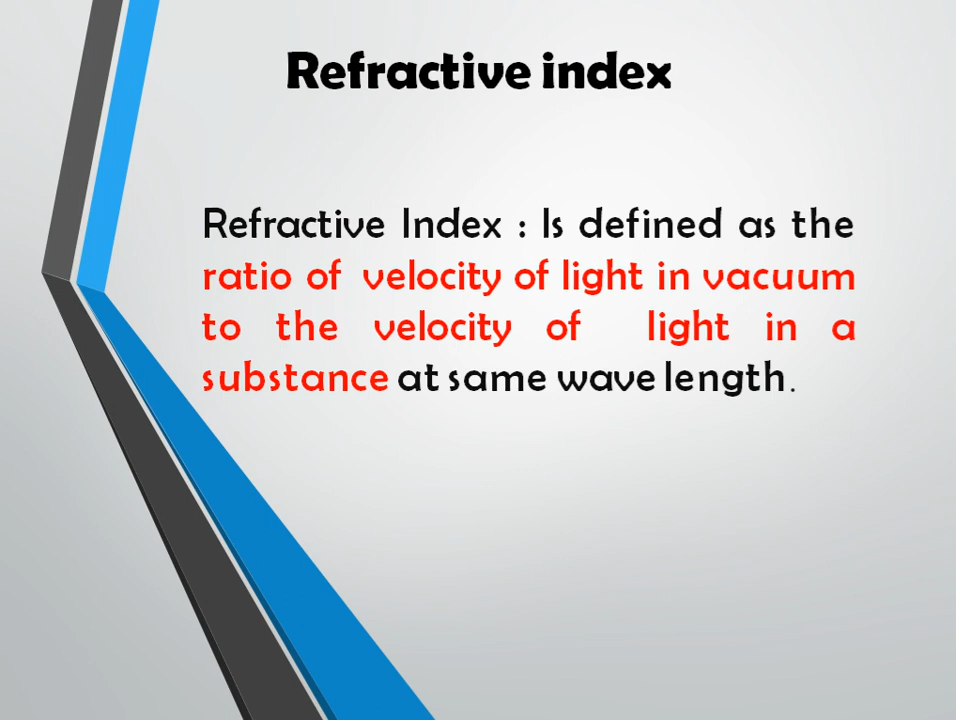 Refractive index
Refractive Index : Is defined as the
ratio of velocity of light in vacuum
to the velocity of light in a
substance at same wave length.